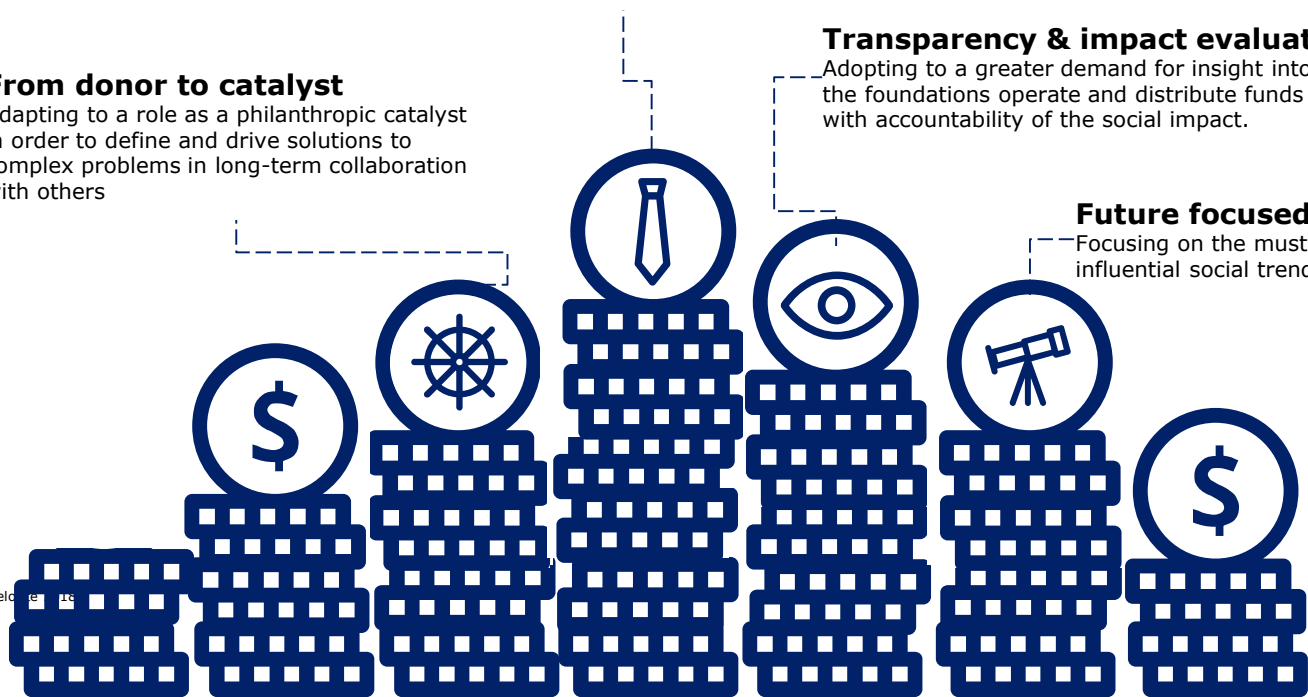 From donor to catalyst
dapting to a role as a philanthropic catalyst
order to define and drive solutions to
omplex problems in long-term collaboration
ith others
Transparency & impact evaluat
Adopting to a greater demand for insight into
the foundations operate and distribute funds
with accountability of the social impact.
Future focused
Focusing on the must
influential social trend
$
$